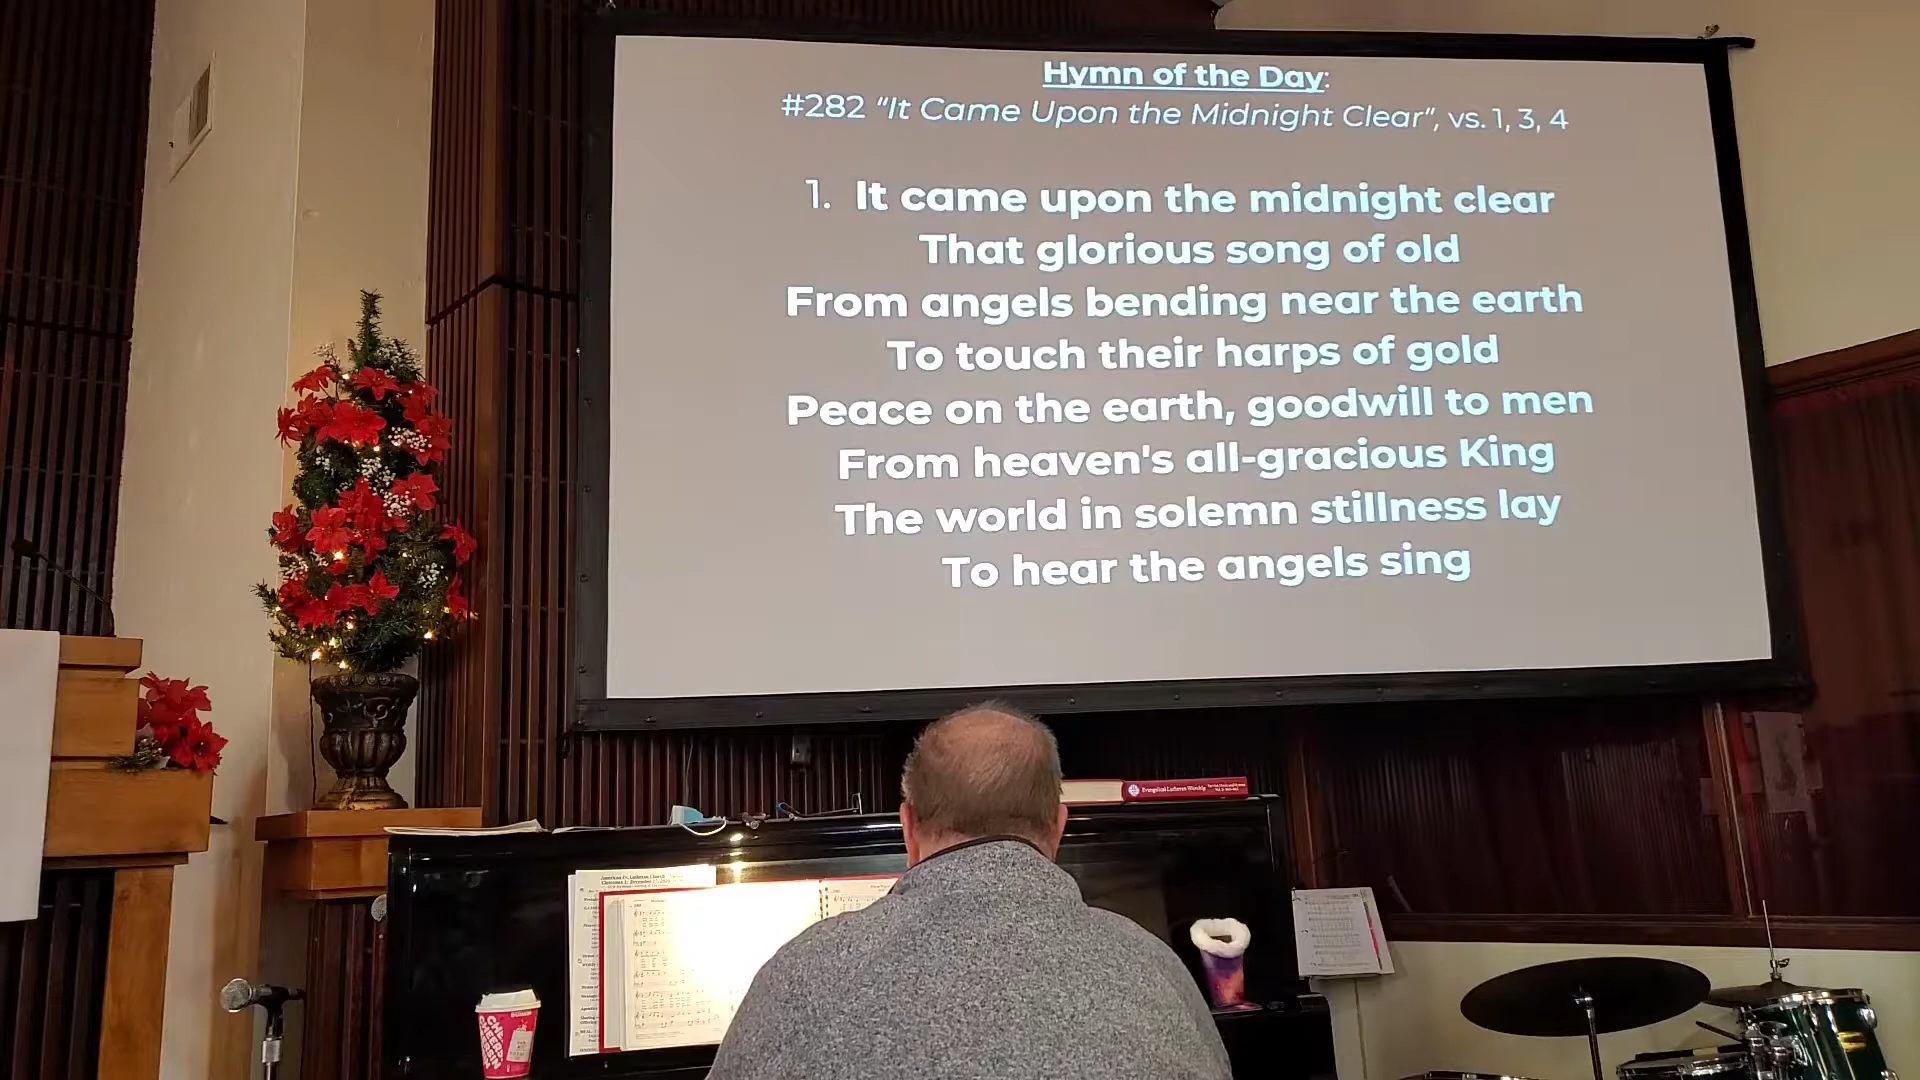 Hymn of the Day:
#282 “It Came Upon the Midnight Clear”, vs. 1, 3, 4
1. It came upon the midnight clear
That glorious song of old
From angels bending near the earth
To touch their harps of gold
Peace on the earth, goodwill to men
From heaven's all-gracious King
The world in solemn stillness lay
To hear the angels sing
Evangelical Lutheran Worship